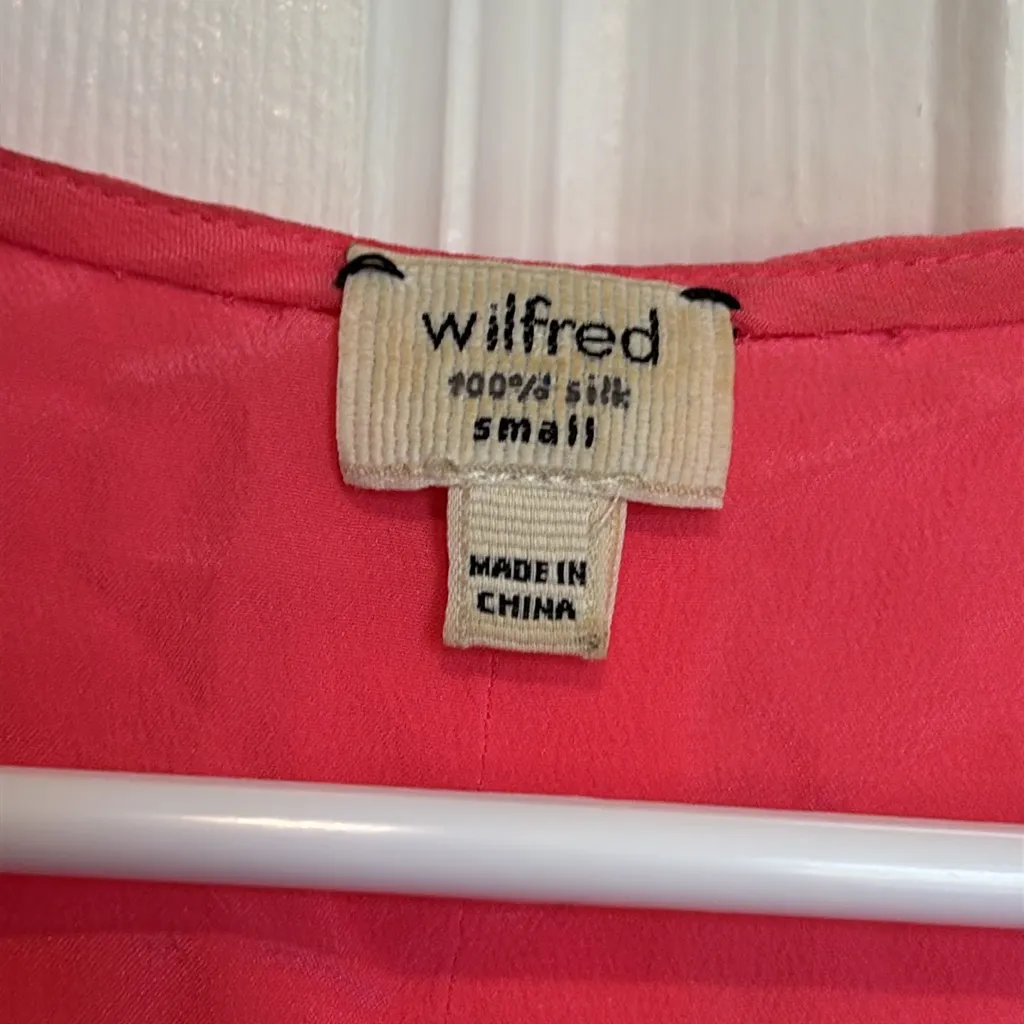 wilfred
100% silk
small
MADE IN
CHINA